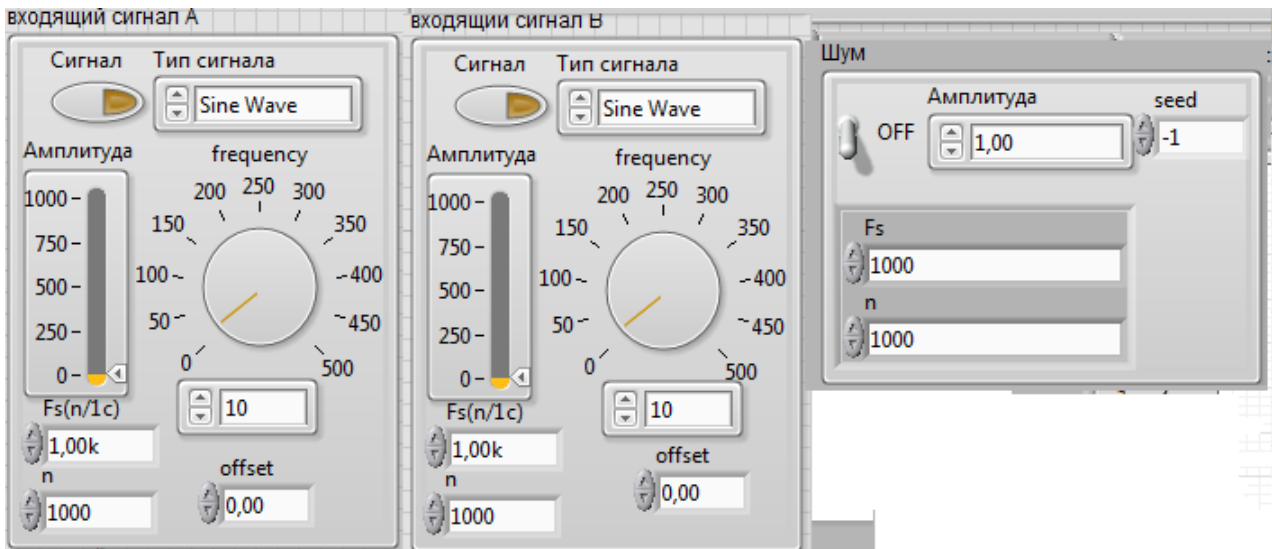 входящий сигнал A
Сигнал
Тип сигнала
Sine Wave
Амплитуда
1000
750
500
250
0
frequency
0
50
100
150
200
250
300
350
400
450
500
10
Fs(n/1c)
1,00k
n
1000
offset
0,00
входящий сигнал B
Сигнал
Тип сигнала
Sine Wave
Амплитуда
1000
750
500
250
0
frequency
0
50
100
150
200
250
300
350
400
450
500
10
Fs(n/1c)
1,00k
n
1000
offset
0,00
Шум
OFF
Амплитуда
1,00
seed
-1
Fs
1000
n
1000